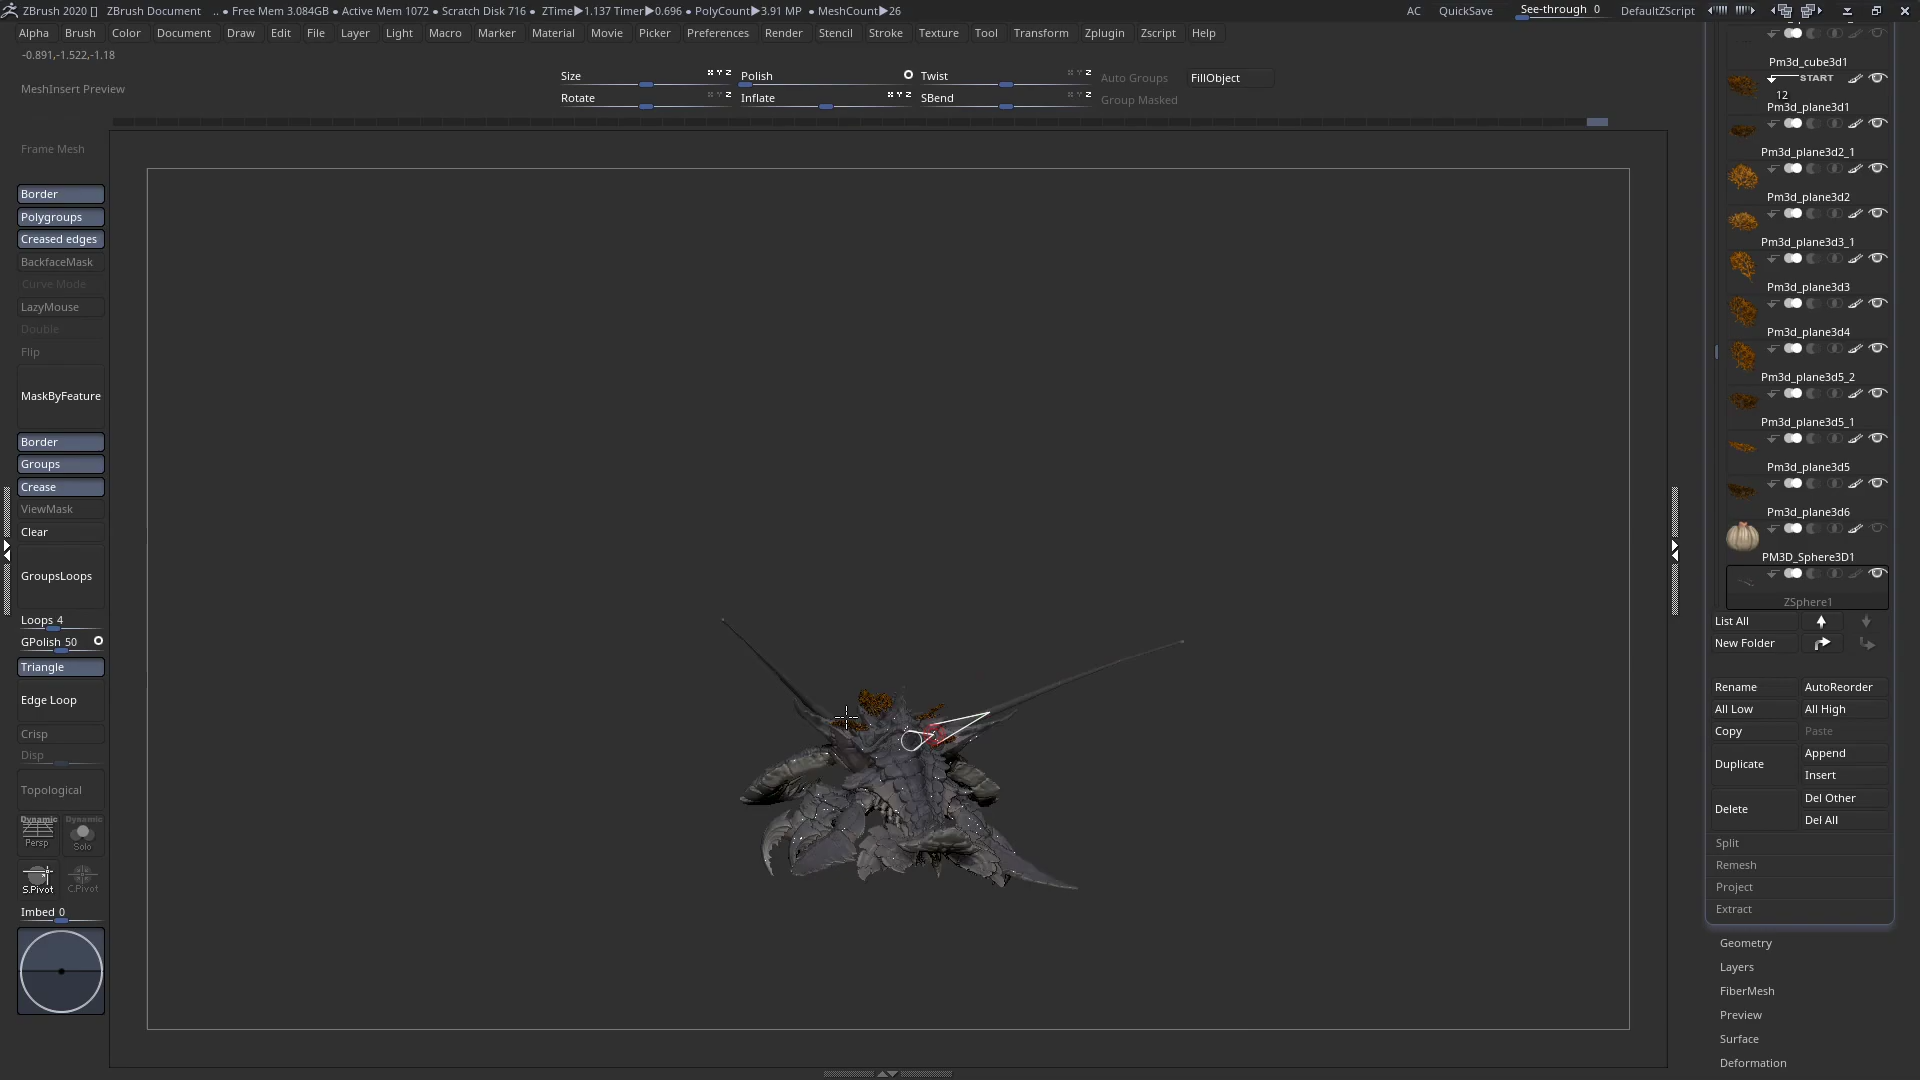 ZBrush 2020 [] ZBrush Document .. ● Free Mem 3.084GB ● Active Mem 1072 ● Scratch Disk 716 ● ZTime▶1.137 Timer▶0.696 ● PolyCount▶3.91 MP ● MeshCount▶26 AC QuickSave See-through 0 DefaultZScript
Alpha Brush Color Document Draw Edit File Layer Light Macro Marker Material Movie Picker Preferences Render Stencil Stroke Texture Tool Transform Zplugin Zscript Help
-0.891,-1.522,-1.18
MeshInsert Preview
Size Polish Twist Auto Groups FillObject
Rotate Inflate SBend Group Masked
Frame Mesh
Border
Polygroups
Creased edges
BackfaceMask
Curve Mode
LazyMouse
Double
Flip
MaskByFeature
Border
Groups
Crease
ViewMask
Clear
GroupsLoops
Loops 4
GPolish 50
Triangle
Edge Loop
Crisp
Disp
Topological
Dynamic Dynamic
Persp Solo
S.Pivot C.Pivot
Imbed 0
Pm3d_cube3d1
START
12
Pm3d_plane3d1
Pm3d_plane3d2_1
Pm3d_plane3d2
Pm3d_plane3d3_1
Pm3d_plane3d3
Pm3d_plane3d4
Pm3d_plane3d5_2
Pm3d_plane3d5_1
Pm3d_plane3d5
Pm3d_plane3d6
PM3D_Sphere3D1
ZSphere1
List All
New Folder
Rename AutoReorder
All Low All High
Copy Paste
Duplicate Append
Insert
Delete Del Other
Del All
Split
Remesh
Project
Extract
Geometry
Layers
FiberMesh
Preview
Surface
Deformation